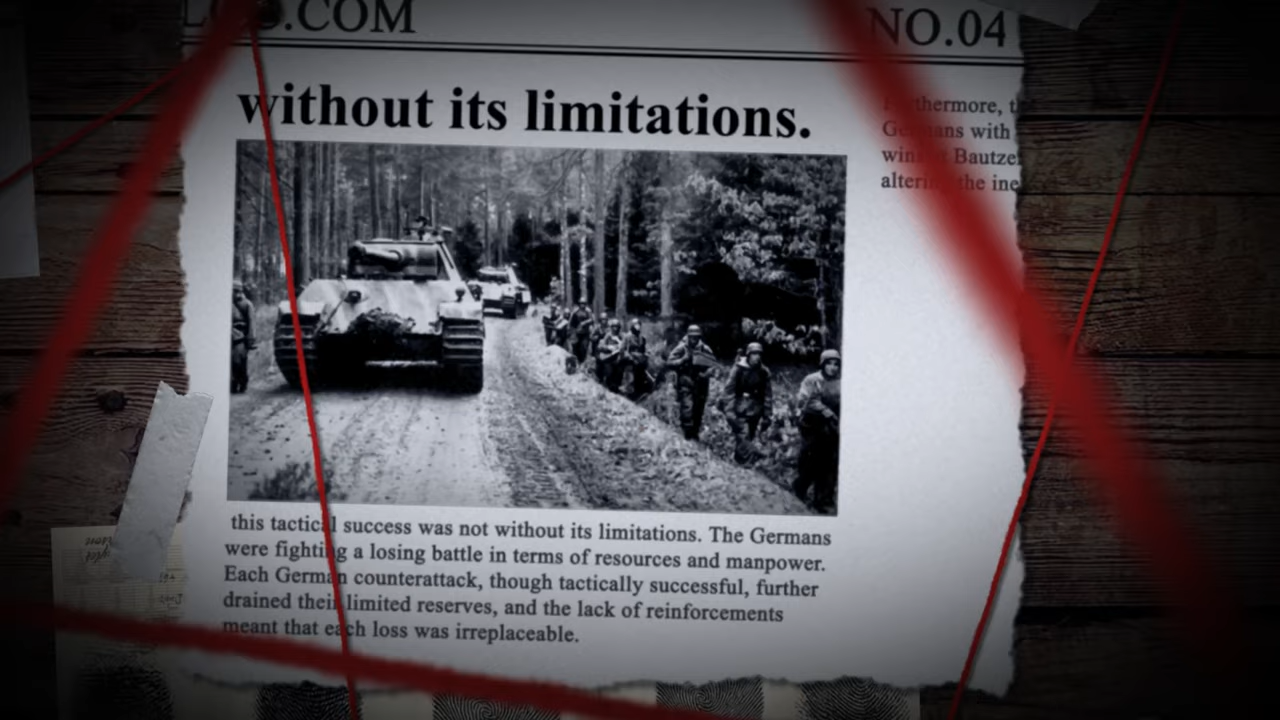 .COM
NO.04
without its limitations.
this tactical success was not without its limitations. The Germans
were fighting a losing battle in terms of resources and manpower.
Each German counterattack, though tactically successful, further
drained their limited reserves, and the lack of reinforcements
meant that each loss was irreplaceable.
Furthermore,
Germans with
Bautze
altering the ine